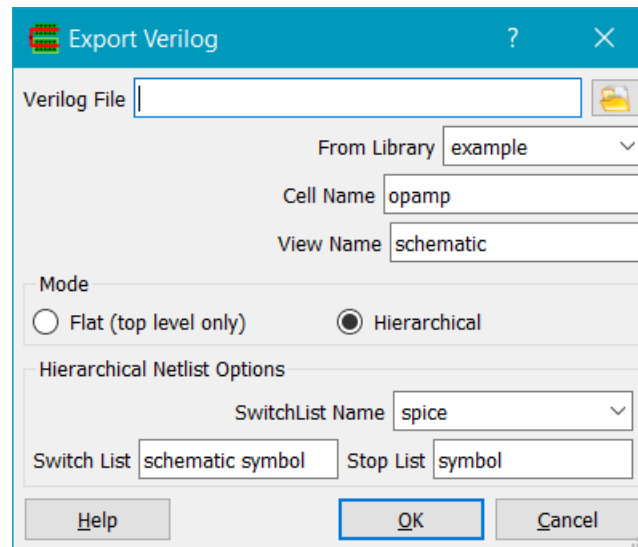 Export Verilog ?
Verilog File
From Library example
Cell Name opamp
View Name schematic
Mode
Flat (top level only) Hierarchical
Hierarchical Netlist Options
SwitchList Name spice
Switch List schematic symbol Stop List symbol
Help OK Cancel